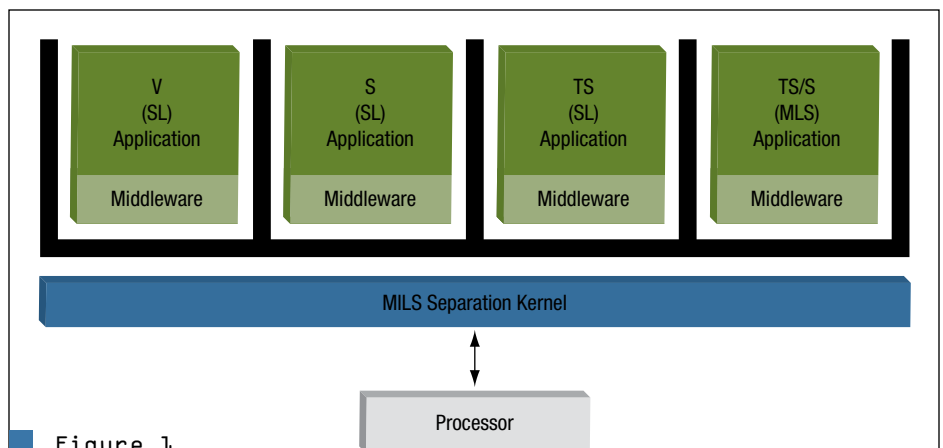 V
(SL)
Application
Middleware
S
(SL)
Application
Middleware
TS
(SL)
Application
Middleware
TS/S
(MLS)
Application
Middleware
MILS Separation Kernel
Processor
Figure 1